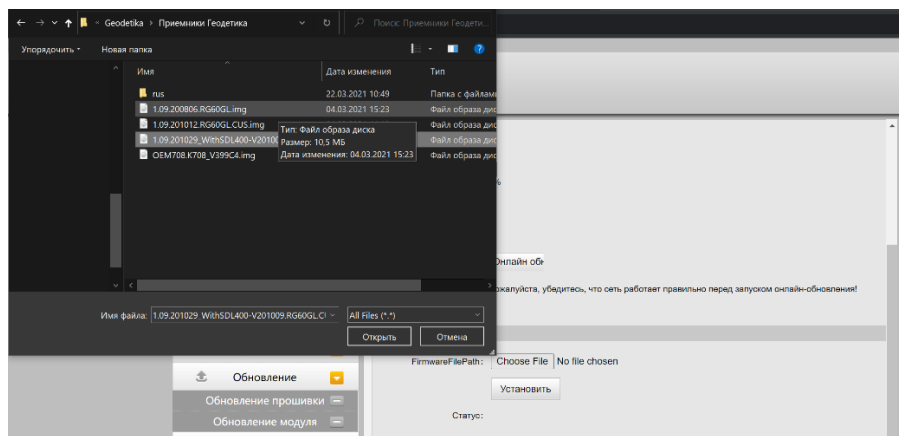 Geodetika › Приемники Геодетика
Поиск: Приемники Геодети...
Упорядочить
Новая папка
Имя
Дата изменения
Тип
rus
22.03.2021 10:49
Папка с файлами
1.09.200806.RG60GL.img
04.03.2021 15:23
Файл образа дис
1.09.201012.RG60GL.CUS.img
Файл образа дис
1.09.201029_WithSDL400-V20100
Файл образа дис
OEM708.K708_V399C4.img
Файл образа дис
Тип: Файл образа диска
Размер: 10,5 МБ
Дата изменения: 04.03.2021 15:23
%
Онлайн обн
ожалуйста, убедитесь, что сеть работает правильно перед запуском онлайн-обновления!
Имя файла:
1.09.201029_WithSDL400-V201009.RG60GL.CU
All Files (*.*)
Открыть
Отмена
FirmwareFilePath:
Choose File
No file chosen
Установить
Статус:
Обновление
Обновление прошивки
Обновление модуля